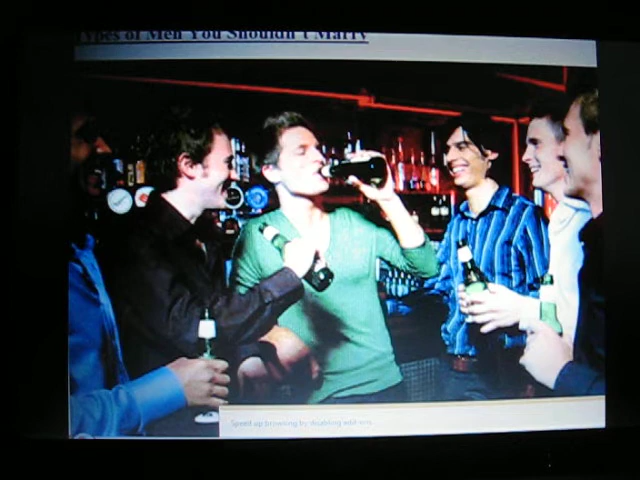 Types of Men You Shouldn't Marry
Speed up browsing by disabling add-ons.